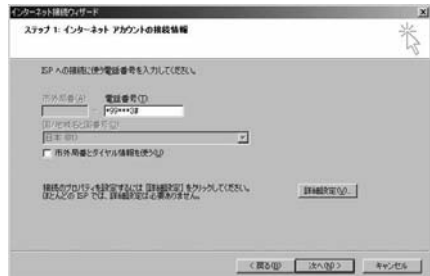 インターネット接続ウィザード
ステップ 1: インターネット アカウントの接続情報
ISP への接続に使う電話番号を入力してください。
市外局番(A) 電話番号(T):
- *99***3#
国/地域名と国番号(C)
日本 (81)
市外局番とダイヤル情報を使う(U)
接続のプロパティを設定するには [詳細設定] をクリックしてください。
ほとんどの ISP では、詳細設定は必要ありません。
詳細設定(V)...
< 戻る(B) 次へ(N) > キャンセル